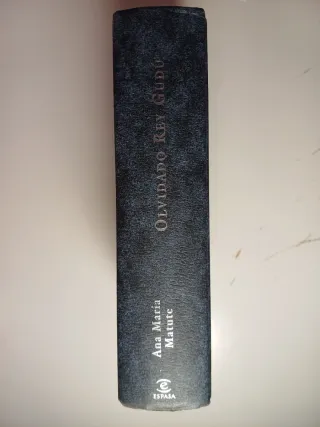 Ana María
Matute
OLVIDADO REY GUDÚ
ESPASA